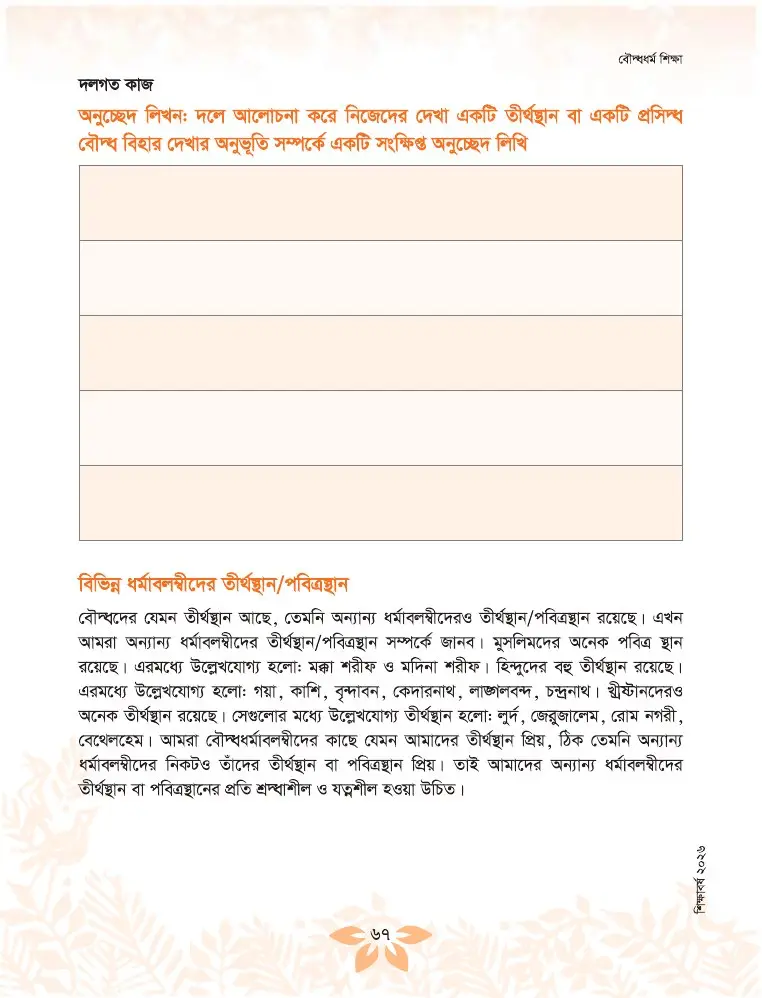 বৌদ্ধধর্ম শিক্ষা
দলগত কাজ
অনুচ্ছেদ লিখন: দলে আলোচনা করে নিজেদের দেখা একটি তীর্থস্থান বা একটি প্রসিদ্ধ
বৌদ্ধ বিহার দেখার অনুভূতি সম্পর্কে একটি সংক্ষিপ্ত অনুচ্ছেদ লিখি
বিভিন্ন ধর্মাবলম্বীদের তীর্থস্থান/পবিত্রস্থান
বৌদ্ধদের যেমন তীর্থস্থান আছে, তেমনি অন্যান্য ধর্মাবলম্বীদেরও তীর্থস্থান/পবিত্রস্থান রয়েছে। এখন
আমরা অন্যান্য ধর্মাবলম্বীদের তীর্থস্থান/পবিত্রস্থান সম্পর্কে জানব। মুসলিমদের অনেক পবিত্র স্থান
রয়েছে। এরমধ্যে উল্লেখযোগ্য হলো: মক্কা শরীফ ও মদিনা শরীফ। হিন্দুদের বহু তীর্থস্থান রয়েছে।
এরমধ্যে উল্লেখযোগ্য হলো: গয়া, কাশি, বৃন্দাবন, কেদারনাথ, লাঙ্গলবন্দ, চন্দ্রনাথ। খ্রীস্টানদেরও
অনেক তীর্থস্থান রয়েছে। সেগুলোর মধ্যে উল্লেখযোগ্য তীর্থস্থান হলো: লুর্দ, জেরুজালেম, রোম নগরী,
বেথেলহেম। আমরা বৌদ্ধধর্মাবলম্বীদের কাছে যেমন আমাদের তীর্থস্থান প্রিয়, ঠিক তেমনি অন্যান্য
ধর্মাবলম্বীদের নিকটও তাঁদের তীর্থস্থান বা পবিত্রস্থান প্রিয়। তাই আমাদের অন্যান্য ধর্মাবলম্বীদের
তীর্থস্থান বা পবিত্রস্থানের প্রতি শ্রদ্ধাশীল ও যত্নশীল হওয়া উচিত।
শিক্ষাবর্ষ ২০২৬
৬৭